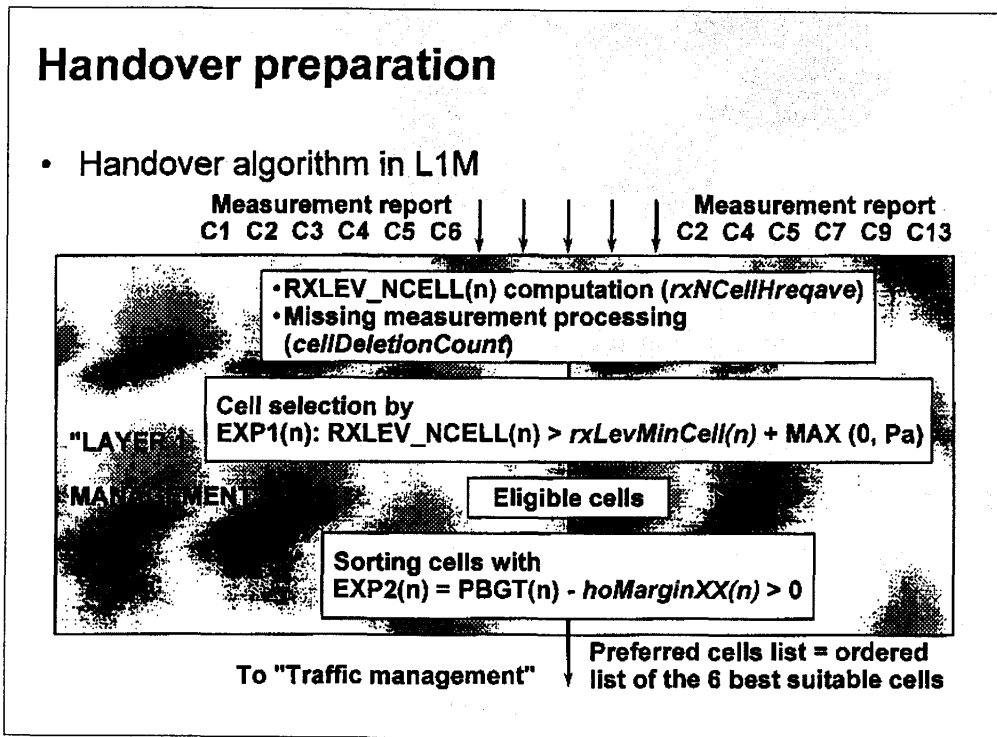 Handover preparation
• Handover algorithm in L1M
Measurement report
C1 C2 C3 C4 C5 C6
Measurement report
C2 C4 C5 C7 C9 C13
•RXLEV_NCELL(n) computation (rxNCellHreqave)
•Missing measurement processing
(cellDeletionCount)
Cell selection by
EXP1(n): RXLEV_NCELL(n) > rxLevMinCell(n) + MAX (0, Pa)
"LAYER 1
MANAGEMENT
Eligible cells
Sorting cells with
EXP2(n) = PBGT(n) - hoMarginXX(n) > 0
To "Traffic management"
Preferred cells list = ordered
list of the 6 best suitable cells